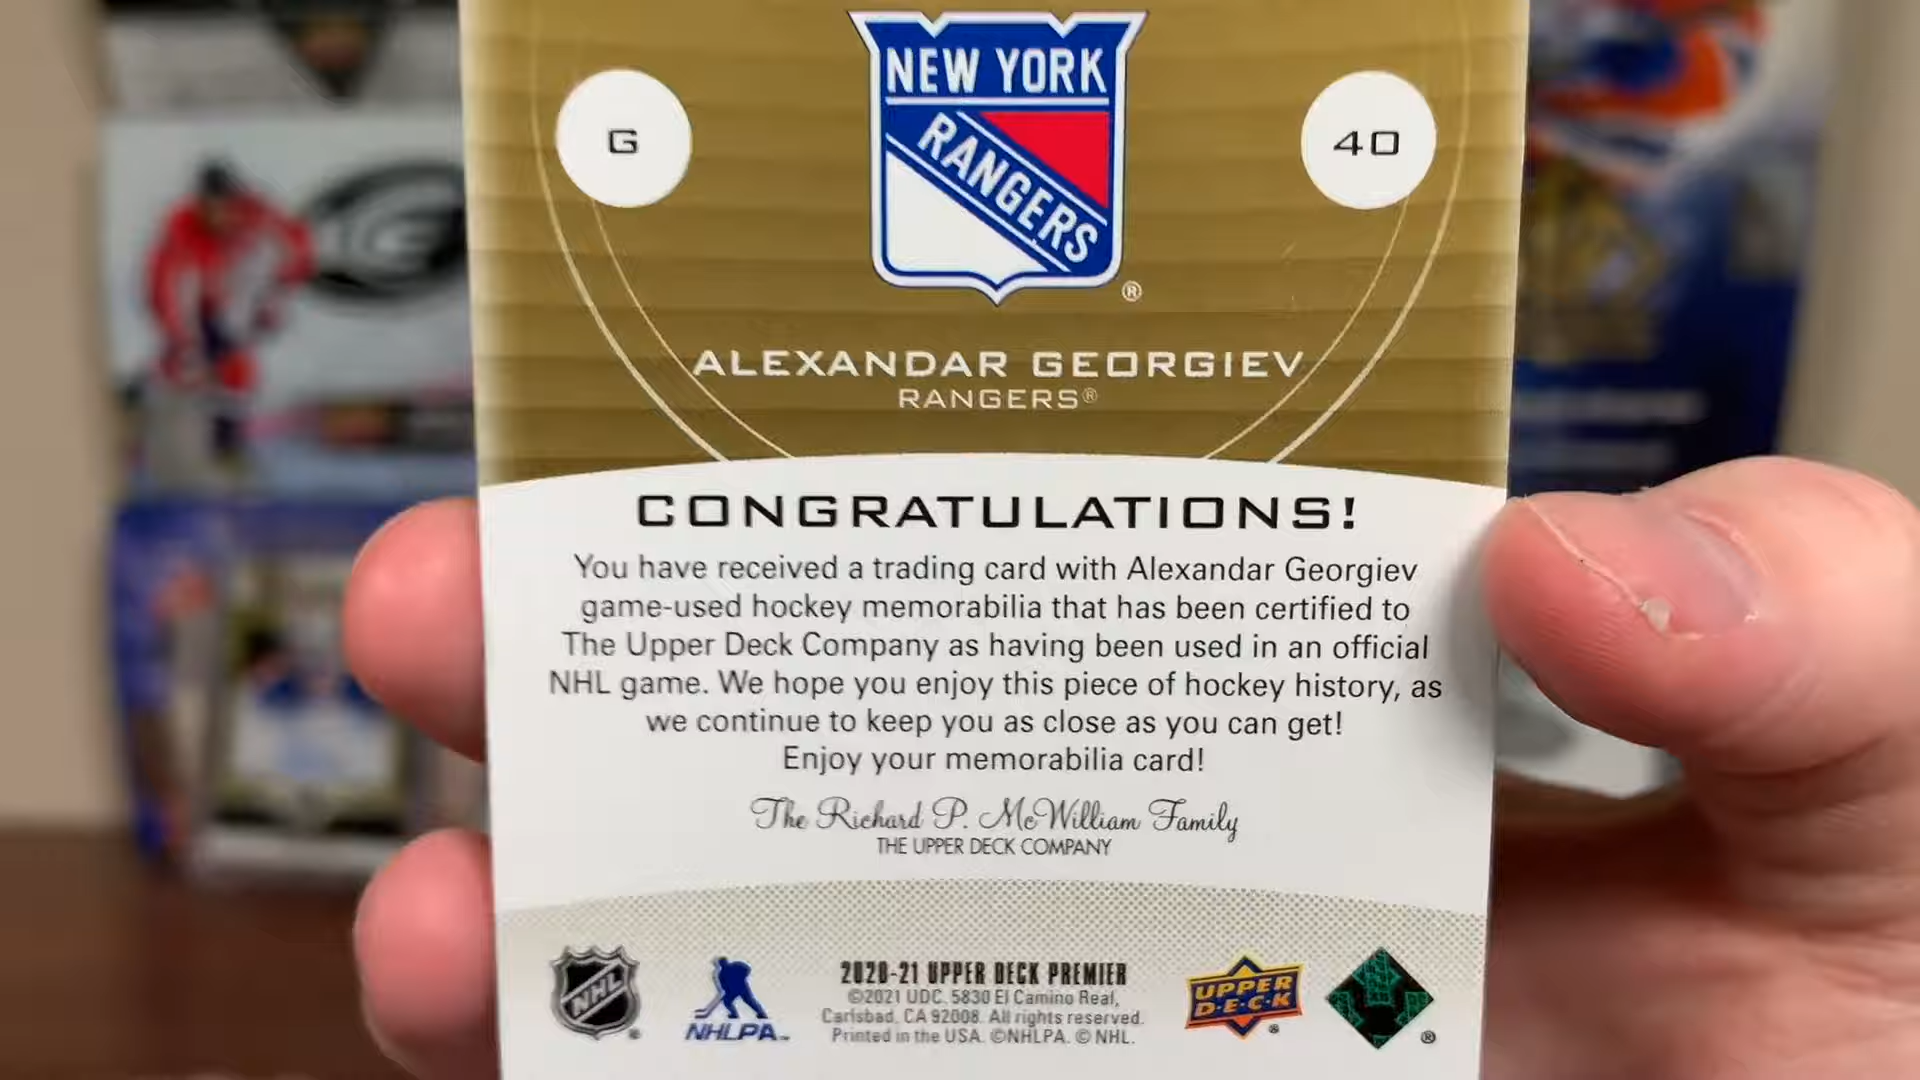 NEW YORK
RANGERS
®
G
40
ALEXANDAR GEORGIEV
RANGERS®
CONGRATULATIONS!
You have received a trading card with Alexandar Georgiev
game-used hockey memorabilia that has been certified to
The Upper Deck Company as having been used in an official
NHL game. We hope you enjoy this piece of hockey history, as
we continue to keep you as close as you can get!
Enjoy your memorabilia card!
The Richard P. McWilliam Family
THE UPPER DECK COMPANY
NHL
®
NHLPA™
2020-21 UPPER DECK PREMIER
©2021 UDC. 5830 El Camino Real,
Carlsbad, CA 92008. All rights reserved.
Printed in the USA. ©NHLPA. © NHL.
UPPER
D·E·C·K
®
®